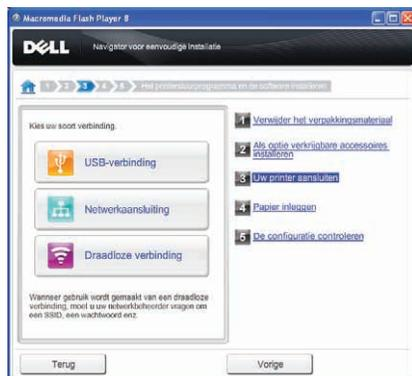 Macromedia Flash Player 8
DELL
Navigator voor eenvoudige installatie
1 2 3 4 5 Het printerstuurprogramma en de software installeren
Kies uw soort verbinding.
USB-verbinding
Netwerkaansluiting
Draadloze verbinding
Wanneer gebruik wordt gemaakt van een draadloze
verbinding, moet u uw netwerkbeheerder vragen om
een SSID, een wachtwoord enz.
1 Verwijder het verpakkingsmateriaal
2 Als optie verkrijgbare accessoires
installeren
3 Uw printer aansluiten
4 Papier inleggen
5 De configuratie controleren
Terug
Vorige